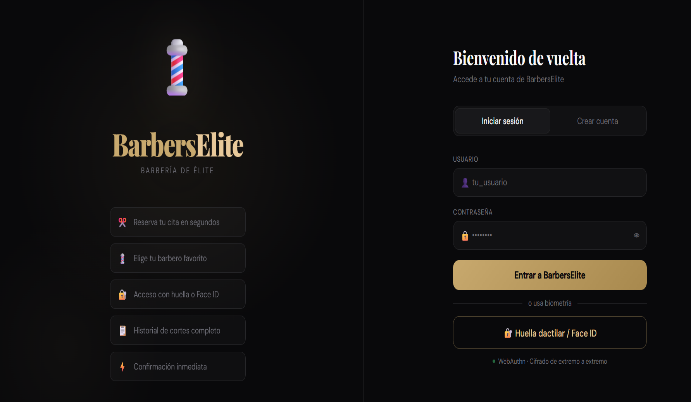 BarbersElite
BARBERÍA DE ÉLITE
Reserva tu cita en segundos
Elige tu barbero favorito
Acceso con huella o Face ID
Historial de cortes completo
Confirmación inmediata
Bienvenido de vuelta
Accede a tu cuenta de BarbersElite
Iniciar sesión
Crear cuenta
USUARIO
tu_usuario
CONTRASEÑA
••••••••
Entrar a BarbersElite
o usa biometría
Huella dactilar / Face ID
WebAuthn · Cifrado de extremo a extremo